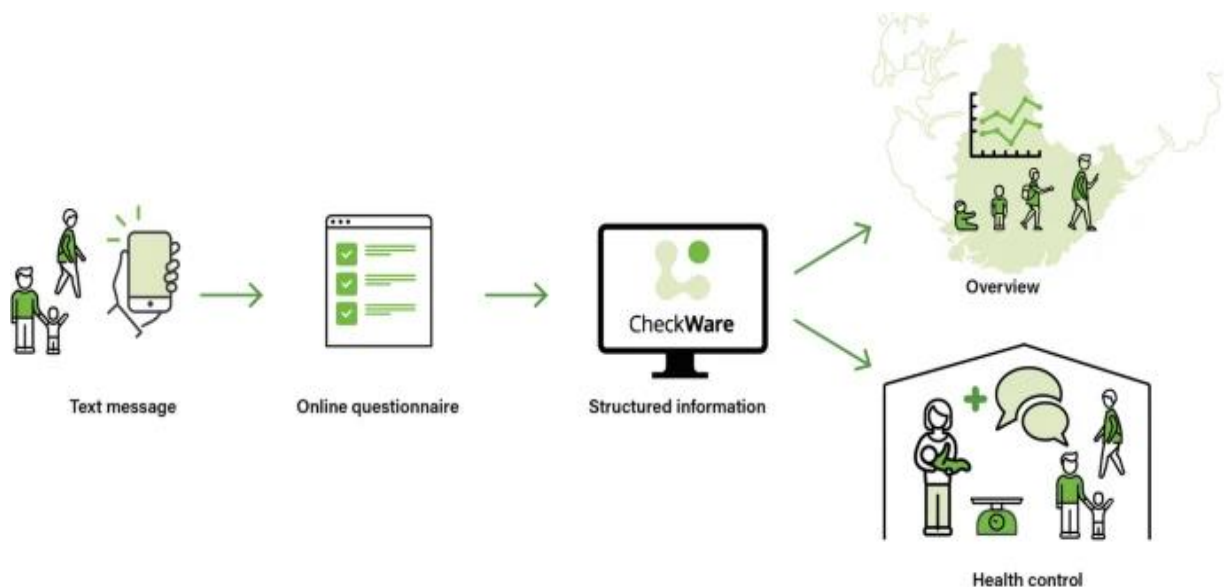 Text message
Online questionnaire
CheckWare
Structured information
Overview
Health control